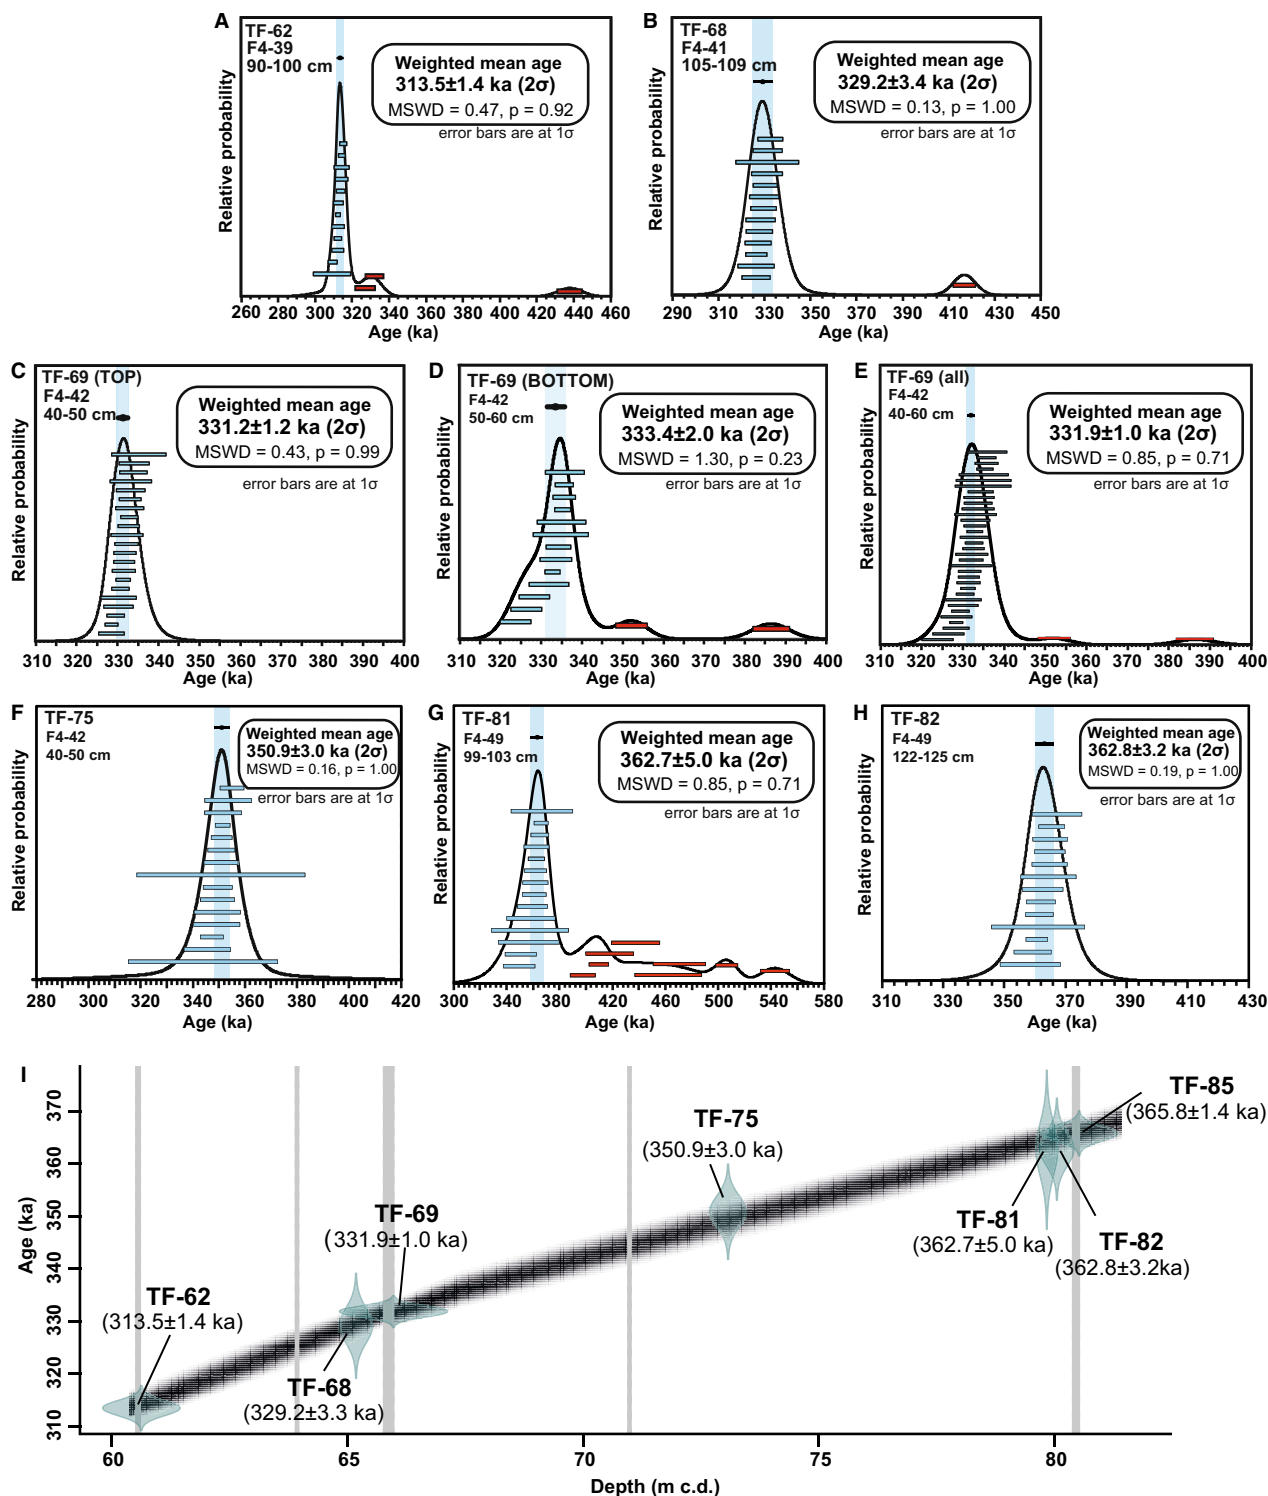 A
TF-62
F4-39
90-100 cm
Weighted mean age
313.5±1.4 ka (2σ)
MSWD = 0.47, p = 0.92
error bars are at 1σ
Relative probability
260 280 300 320 340 360 380 400 420 440 460
Age (ka)
B
TF-68
F4-41
105-109 cm
Weighted mean age
329.2±3.4 ka (2σ)
MSWD = 0.13, p = 1.00
error bars are at 1σ
Relative probability
290 310 330 350 370 390 410 430 450
Age (ka)
C
TF-69 (TOP)
F4-42
40-50 cm
Weighted mean age
331.2±1.2 ka (2σ)
MSWD = 0.43, p = 0.99
error bars are at 1σ
Relative probability
310 320 330 340 350 360 370 380 390 400
Age (ka)
D
TF-69 (BOTTOM)
F4-42
50-60 cm
Weighted mean age
333.4±2.0 ka (2σ)
MSWD = 1.30, p = 0.23
error bars are at 1σ
Relative probability
310 320 330 340 350 360 370 380 390 400
Age (ka)
E
TF-69 (all)
F4-42
40-60 cm
Weighted mean age
331.9±1.0 ka (2σ)
MSWD = 0.85, p = 0.71
error bars are at 1σ
Relative probability
310 320 330 340 350 360 370 380 390 400
Age (ka)
F
TF-75
F4-42
40-50 cm
Weighted mean age
350.9±3.0 ka (2σ)
MSWD = 0.16, p = 1.00
error bars are at 1σ
Relative probability
280 300 320 340 360 380 400 420
Age (ka)
G
TF-81
F4-49
99-103 cm
Weighted mean age
362.7±5.0 ka (2σ)
MSWD = 0.85, p = 0.71
error bars are at 1σ
Relative probability
300 340 380 420 460 500 540 580
Age (ka)
H
TF-82
F4-49
122-125 cm
Weighted mean age
362.8±3.2 ka (2σ)
MSWD = 0.19, p = 1.00
error bars are at 1σ
Relative probability
310 330 350 370 390 410 430
Age (ka)
I
Age (ka)
370
360
350
340
330
320
310
TF-85
(365.8±1.4 ka)
TF-75
(350.9±3.0 ka)
TF-69
(331.9±1.0 ka)
TF-81
(362.7±5.0 ka)
TF-82
(362.8±3.2ka)
TF-62
(313.5±1.4 ka)
TF-68
(329.2±3.3 ka)
60 65 70 75 80
Depth (m c.d.)